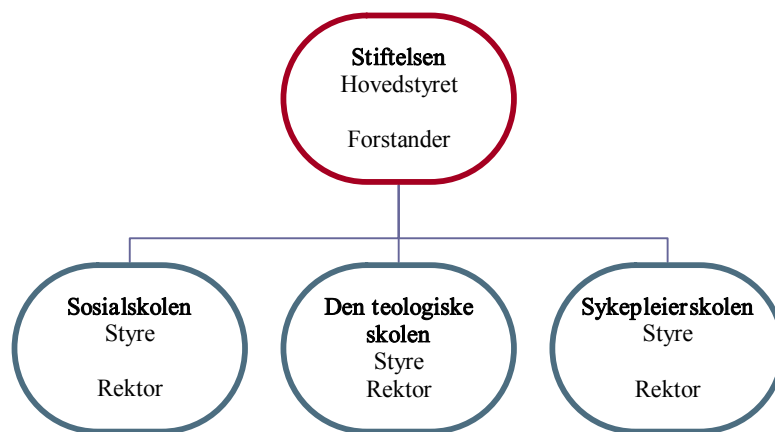 Stiftelsen
Hovedstyret
Forstander
Sosialskolen
Styre
Rektor
Den teologiske
skolen
Styre
Rektor
Sykepleierskolen
Styre
Rektor